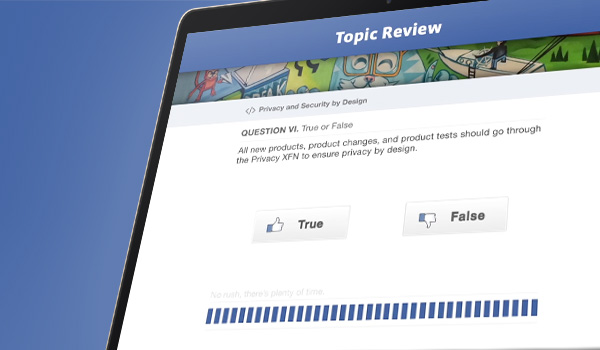 Topic Review
</> Privacy and Security by Design
QUESTION VI. True or False
All new products, product changes, and product tests should go through
the Privacy XFN to ensure privacy by design.
True
False
No rush, there's plenty of time.